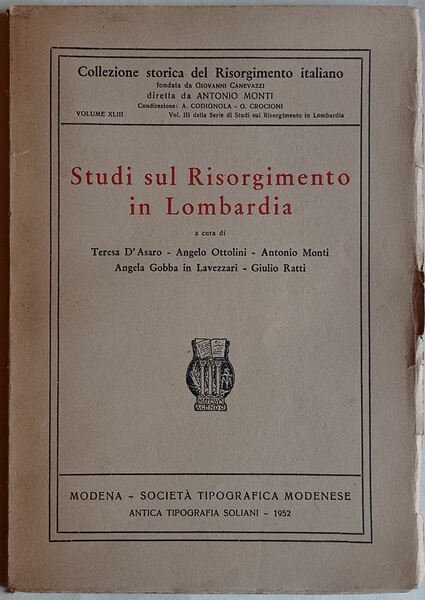 Collezione storica del Risorgimento italiano
fondata da GIOVANNI CANEVAZZI
diretta da ANTONIO MONTI
Condirezione: A. CODIGNOLA - G. CROCIONI
VOLUME XLIII Vol. III della Serie di Studi sul Risorgimento in Lombardia
Studi sul Risorgimento
in Lombardia
a cura di
Teresa D'Asaro - Angelo Ottolini - Antonio Monti
Angela Gobba in Lavezzari - Giulio Ratti
AGENDO
MODENA - SOCIETÀ TIPOGRAFICA MODENESE
ANTICA TIPOGRAFIA SOLIANI - 1952